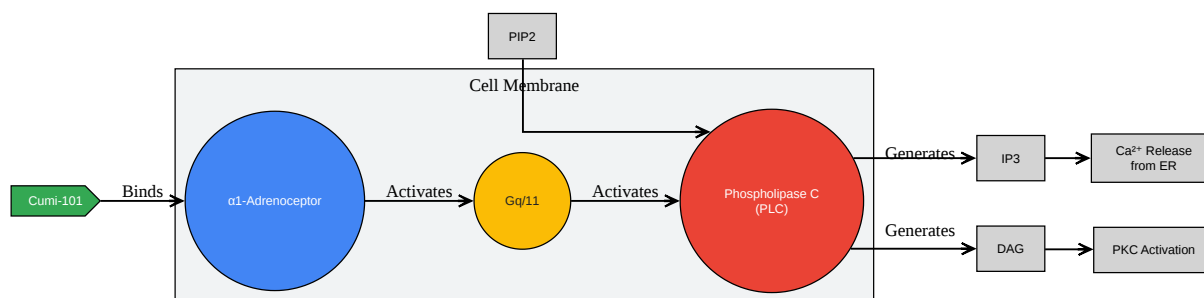 PIP2
Cell Membrane
Cumi-101
Binds
α1-Adrenoceptor
Activates
Gq/11
Activates
Phospholipase C
(PLC)
Generates
IP3
Ca²⁺ Release
from ER
Generates
DAG
PKC Activation